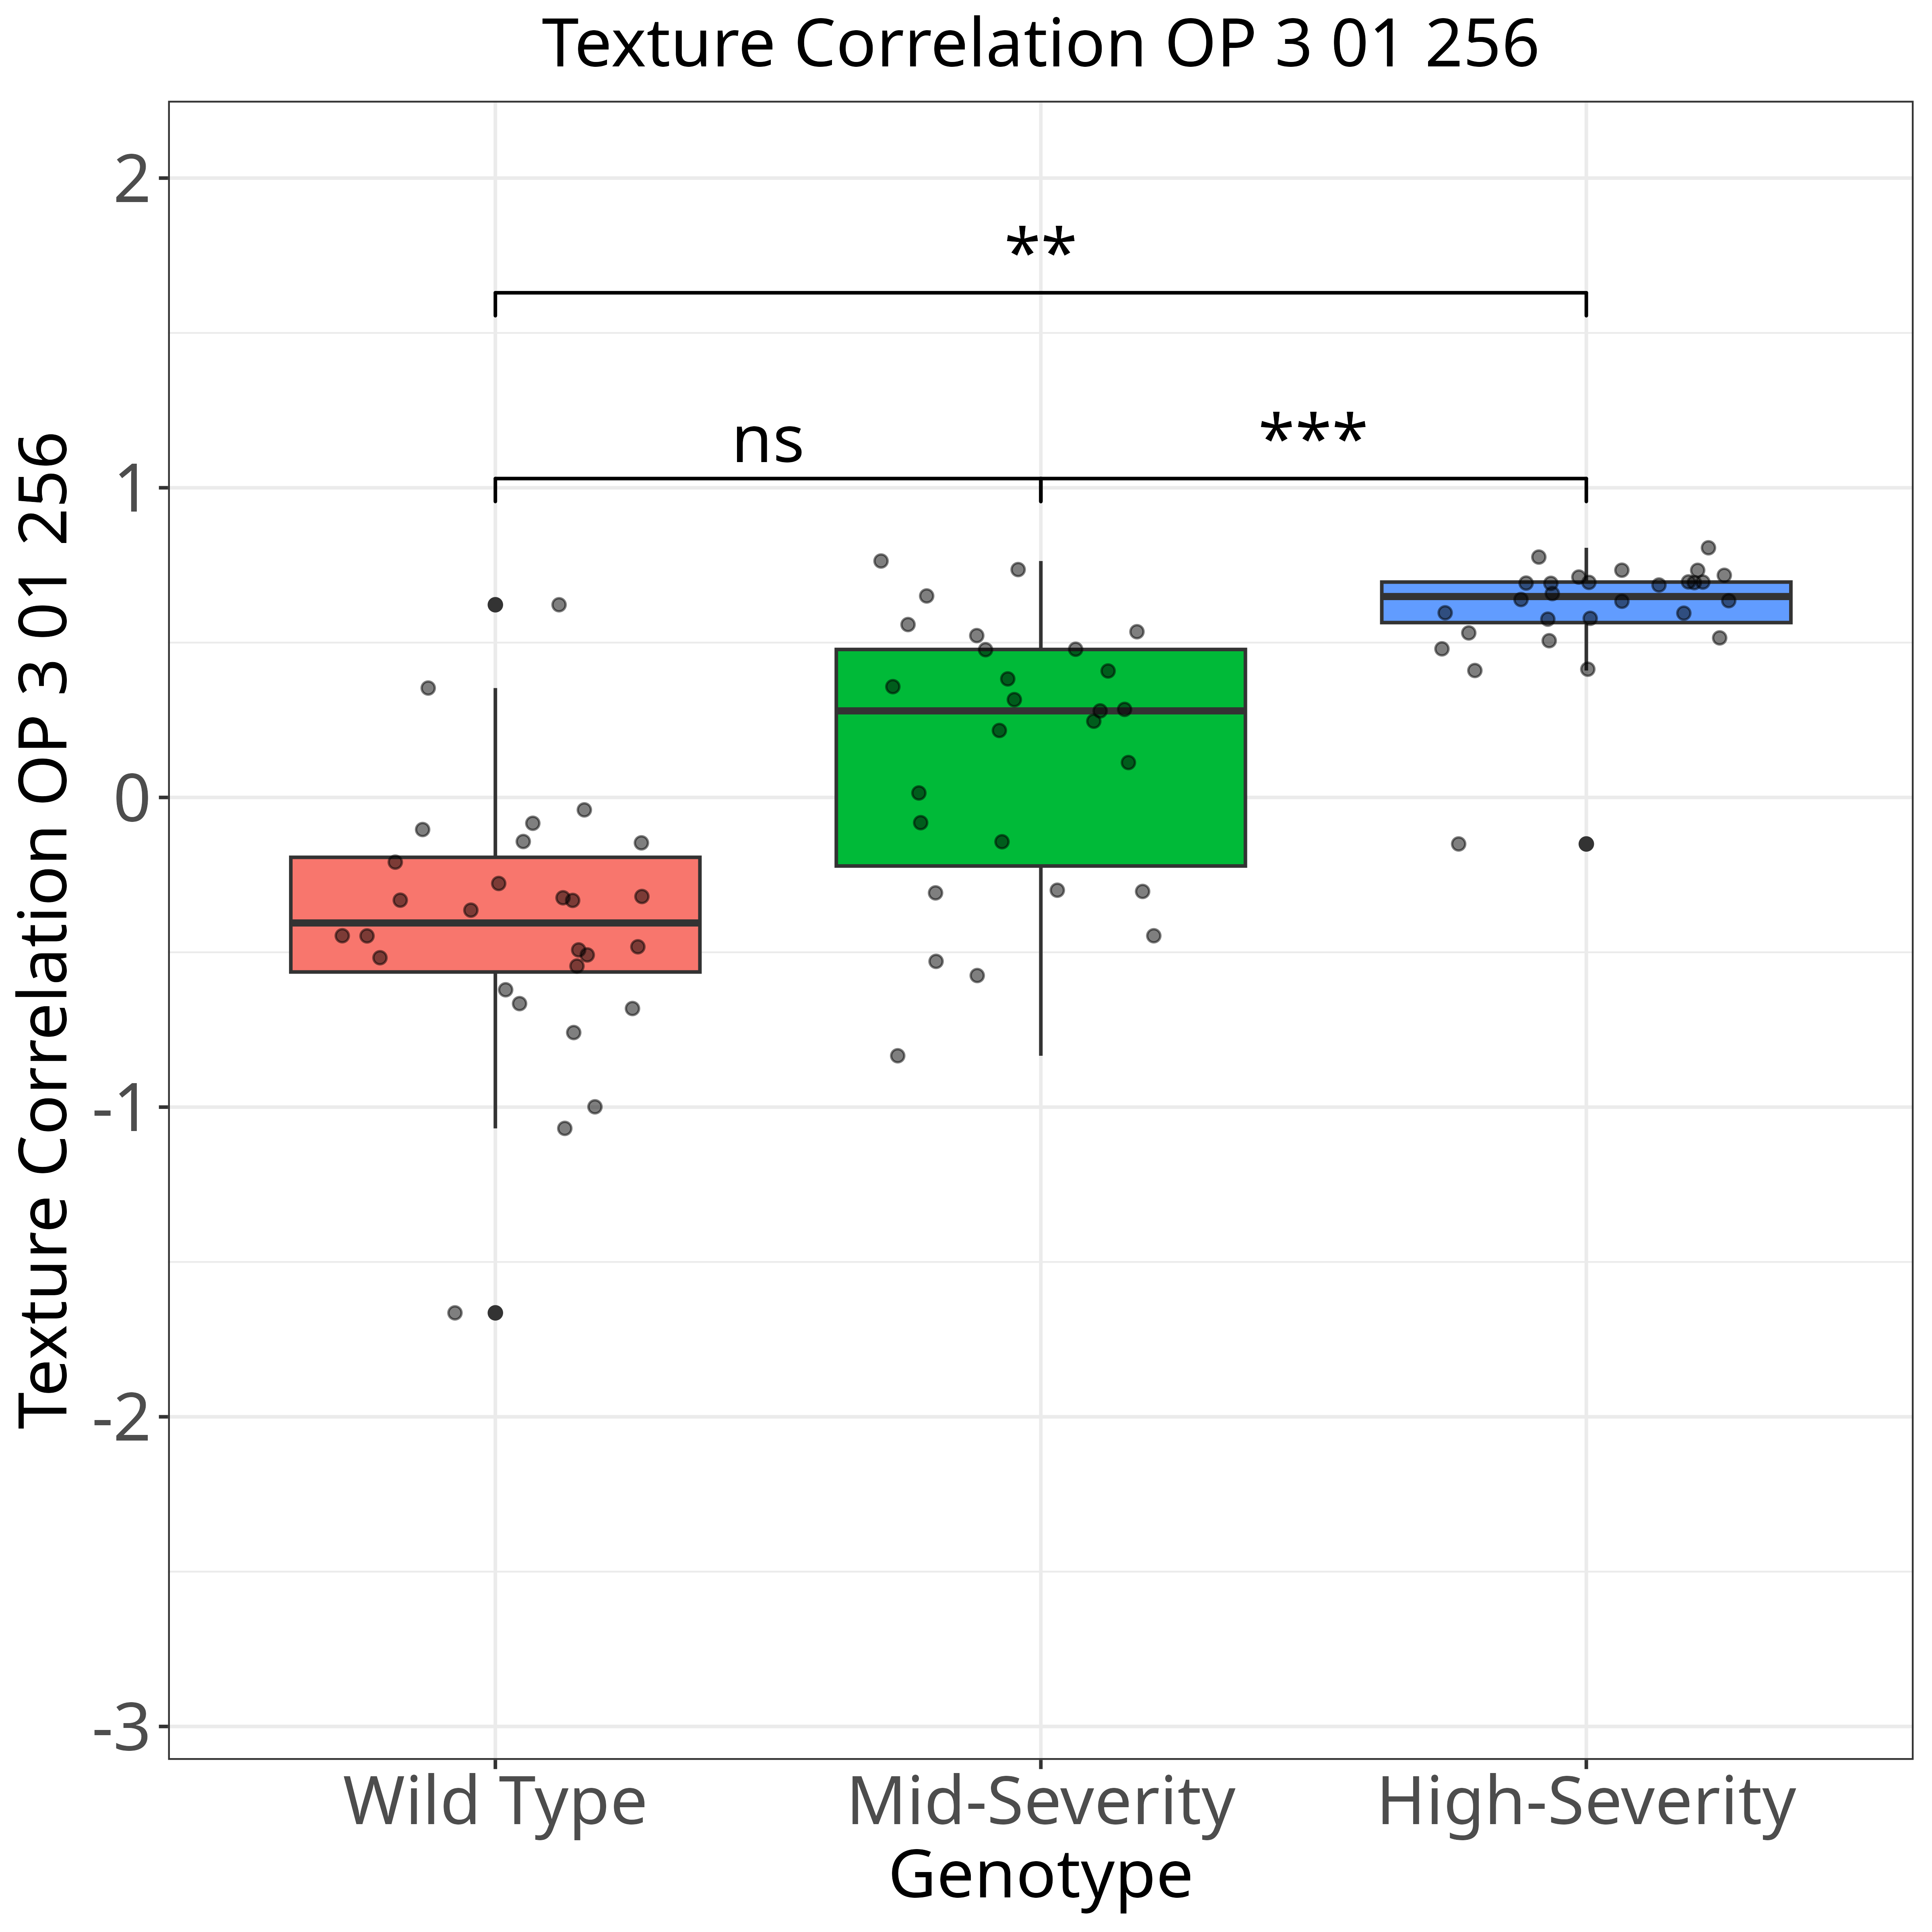 Texture Correlation OP 3 01 256
Texture Correlation OP 3 01 256
2
1
0
-1
-2
-3
**
ns
***
Wild Type
Mid-Severity
High-Severity
Genotype